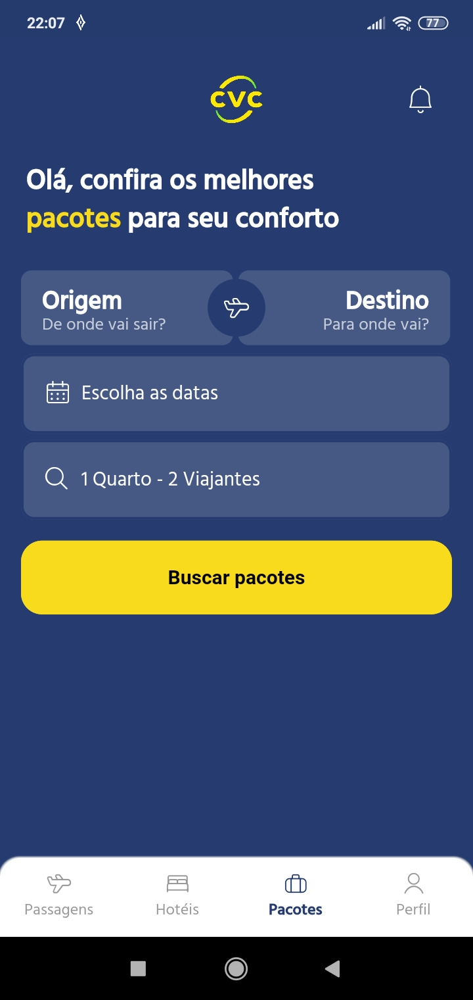 22:07
77
CVC
Olá, confira os melhores
pacotes para seu conforto
Origem
De onde vai sair?
Destino
Para onde vai?
Escolha as datas
1 Quarto - 2 Viajantes
Buscar pacotes
Passagens
Hotéis
Pacotes
Perfil